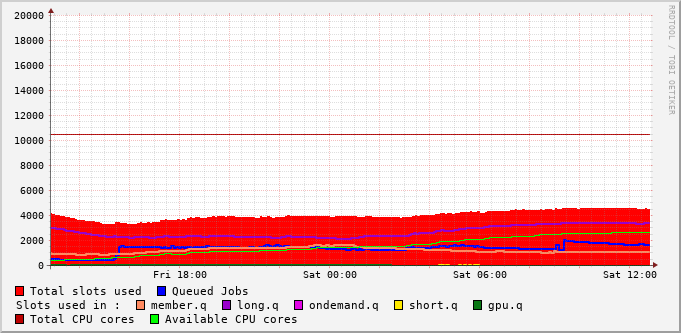 20000
18000
16000
14000
12000
10000
8000
6000
4000
2000
0
Fri 18:00 Sat 00:00 Sat 06:00 Sat 12:00
Total slots used Queued Jobs
Slots used in : member.q long.q ondemand.q short.q gpu.q
Total CPU cores Available CPU cores
RRDTOOL / TOBI OETIKER